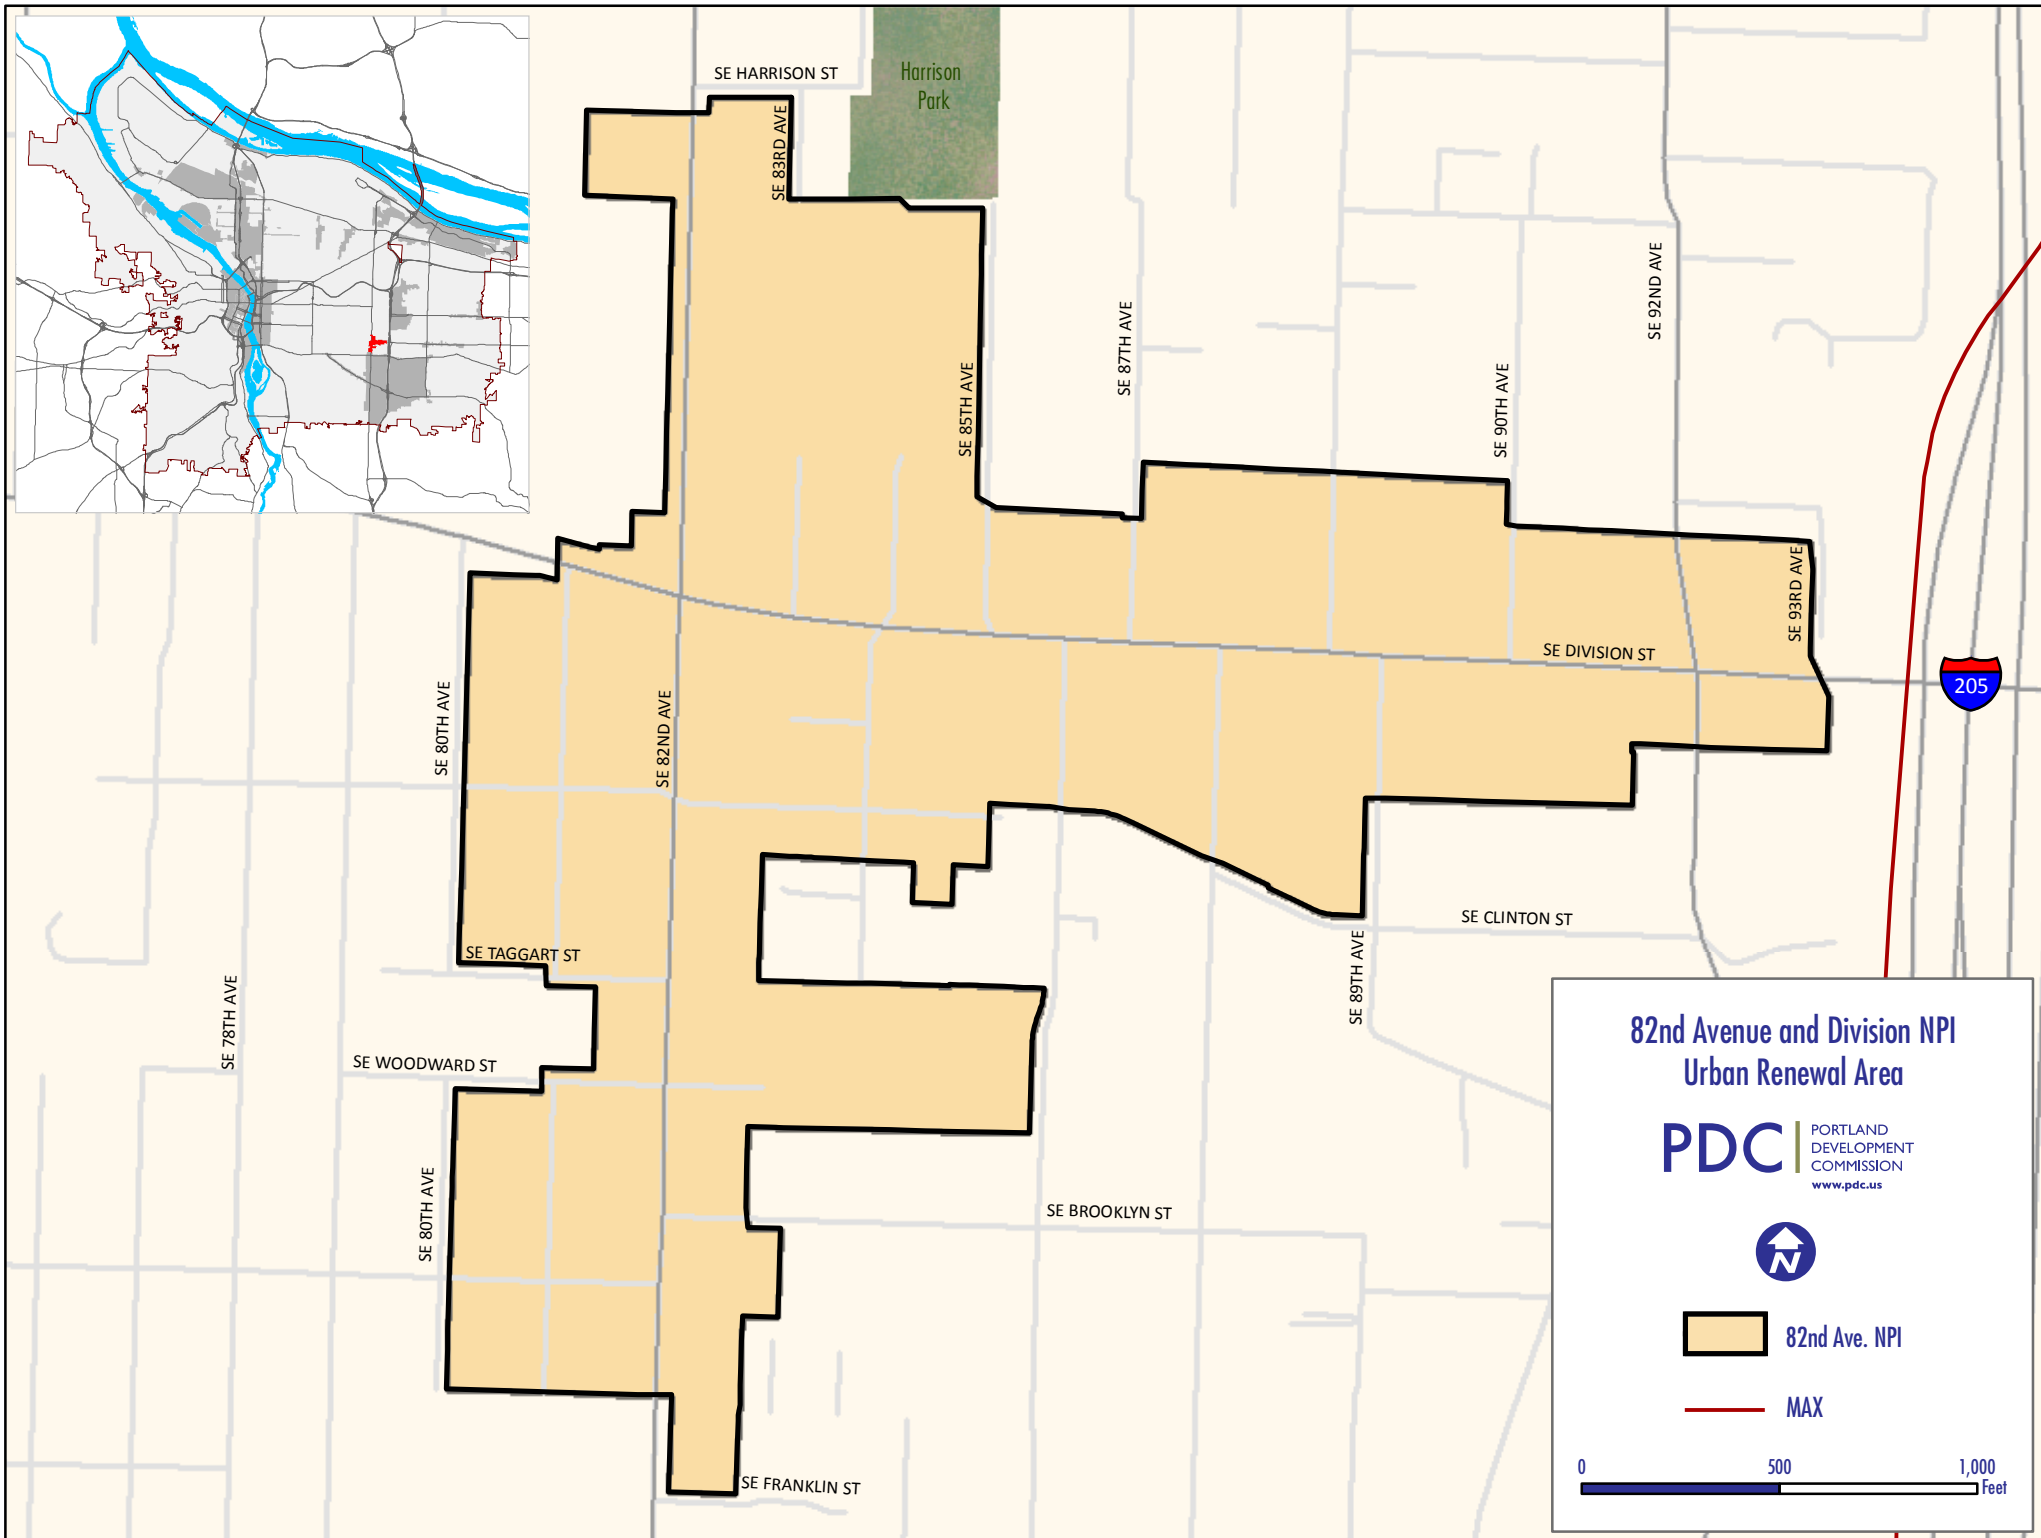 SE HARRISON ST
Harrison
Park
SE 83RD AVE
SE 92ND AVE
SE 87TH AVE
SE 85TH AVE
SE 90TH AVE
SE 93RD AVE
SE DIVISION ST
205
SE 80TH AVE
SE 82ND AVE
SE CLINTON ST
SE TAGGART ST
SE 89TH AVE
SE 78TH AVE
SE WOODWARD ST
SE 80TH AVE
SE BROOKLYN ST
SE FRANKLIN ST
82nd Avenue and Division NPI
Urban Renewal Area
PDC
PORTLAND
DEVELOPMENT
COMMISSION
www.pdc.us
N
82nd Ave. NPI
MAX
0 500 1,000
Feet